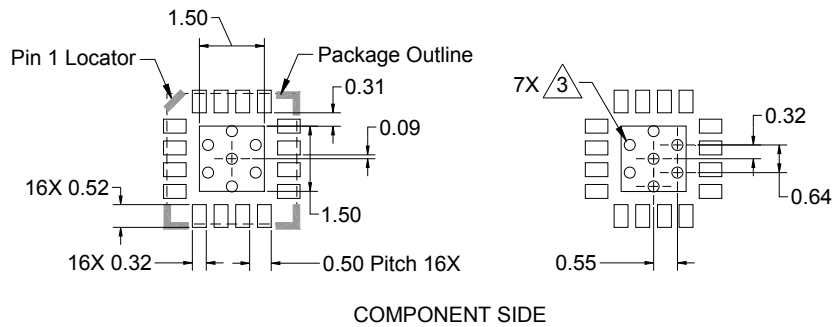 1.50
Pin 1 Locator
Package Outline
0.31
0.09
16X 0.52
1.50
16X 0.32
0.50 Pitch 16X
7X 3
0.32
0.64
0.55
COMPONENT SIDE